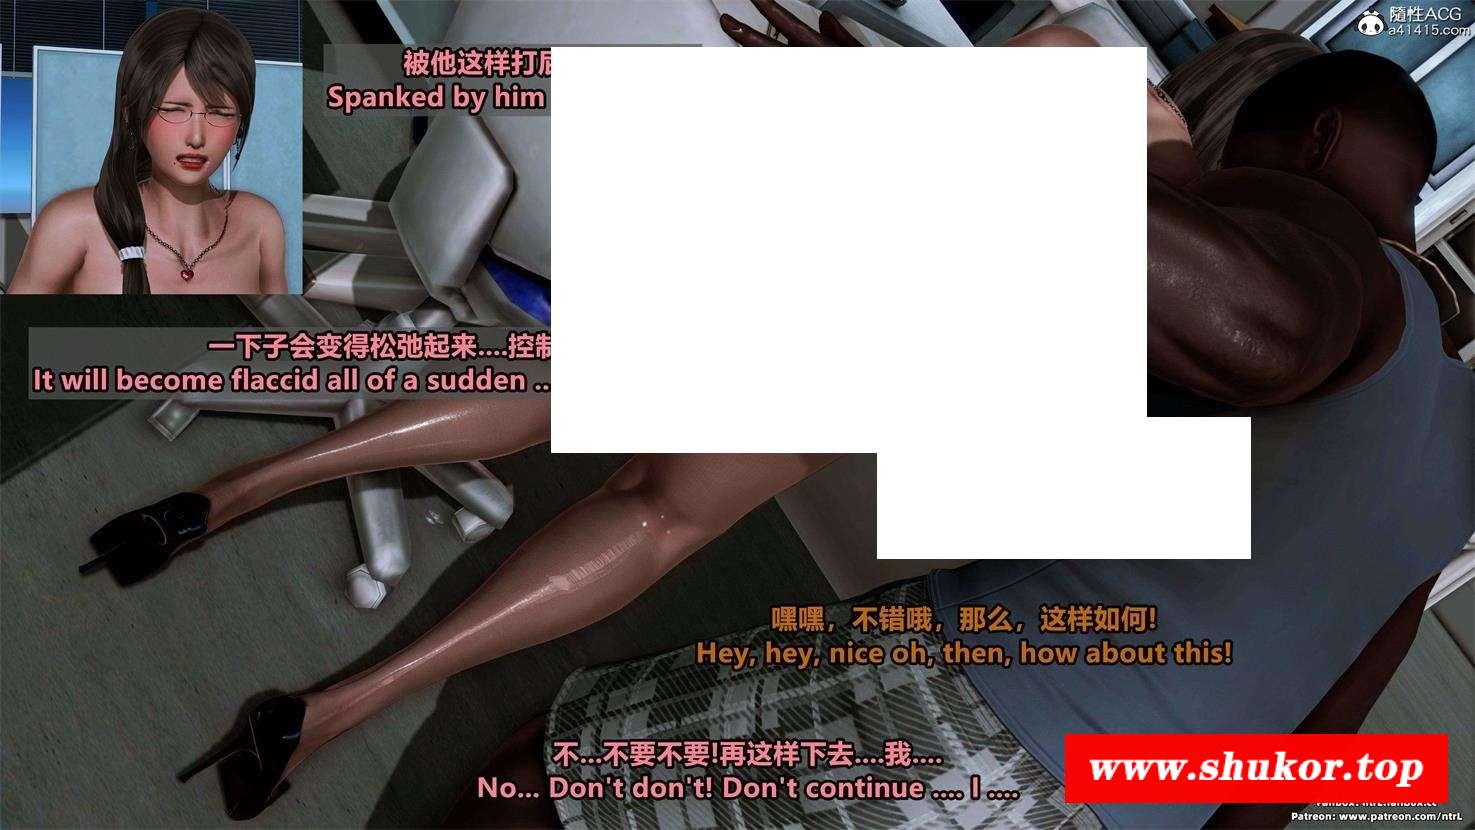 隨性ACG
a41415.com
被他这样打
Spanked by him
一下子会变得松弛起来....控制
It will become flaccid all of a sudden ...
嘿嘿，不错哦，那么，这样如何!
Hey, hey, nice oh, then, how about this!
不...不要不要!再这样下去....我....
No... Don't don't! Don't continue .... I ....
www.shukor.top
Patreon: www.patreon.com/ntrL